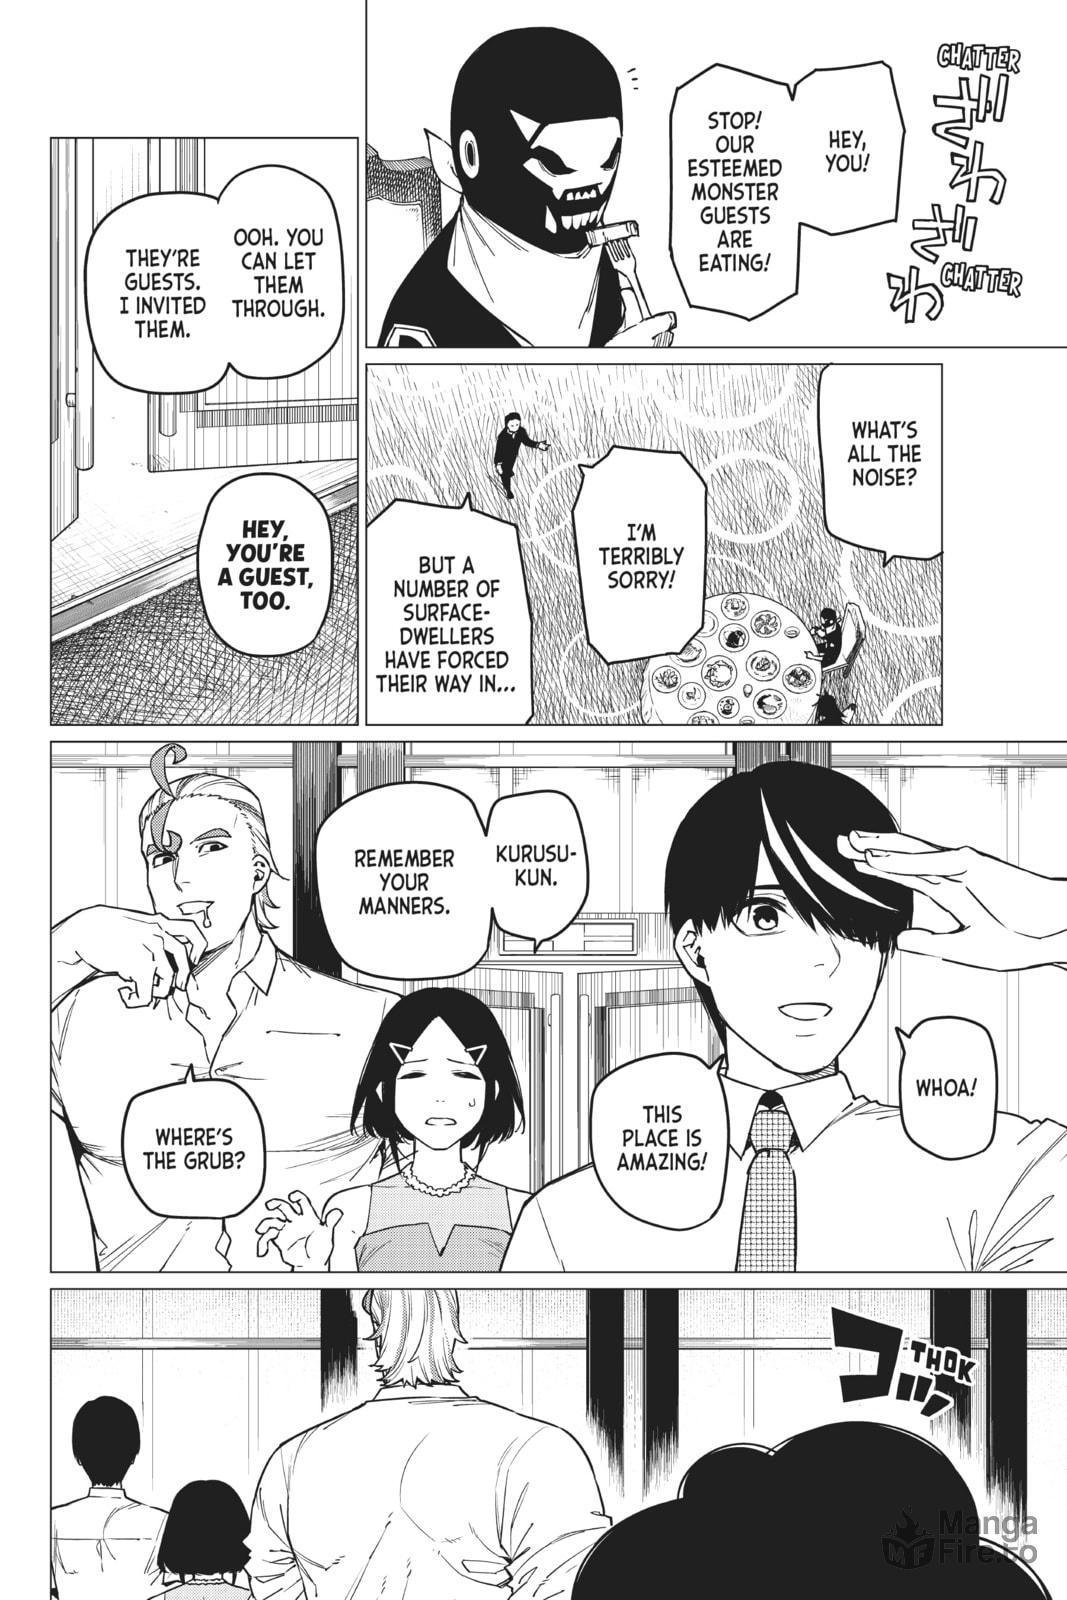 CHATTER
ざわ
ざわ
CHATTER
HEY,
YOU!
STOP!
OUR
ESTEEMED
MONSTER
GUESTS
ARE
EATING!
WHAT'S
ALL THE
NOISE?
I'M
TERRIBLY
SORRY!
BUT A
NUMBER OF
SURFACE-
DWELLERS
HAVE FORCED
THEIR WAY IN...
OOH. YOU
CAN LET
THEM
THROUGH.
THEY'RE
GUESTS.
I INVITED
THEM.
HEY,
YOU'RE
A GUEST,
TOO.
WHOA!
THIS
PLACE IS
AMAZING!
KURUSU-
KUN.
REMEMBER
YOUR
MANNERS.
WHERE'S
THE GRUB?
コツ
THOK
Manga
Fire.to
MF